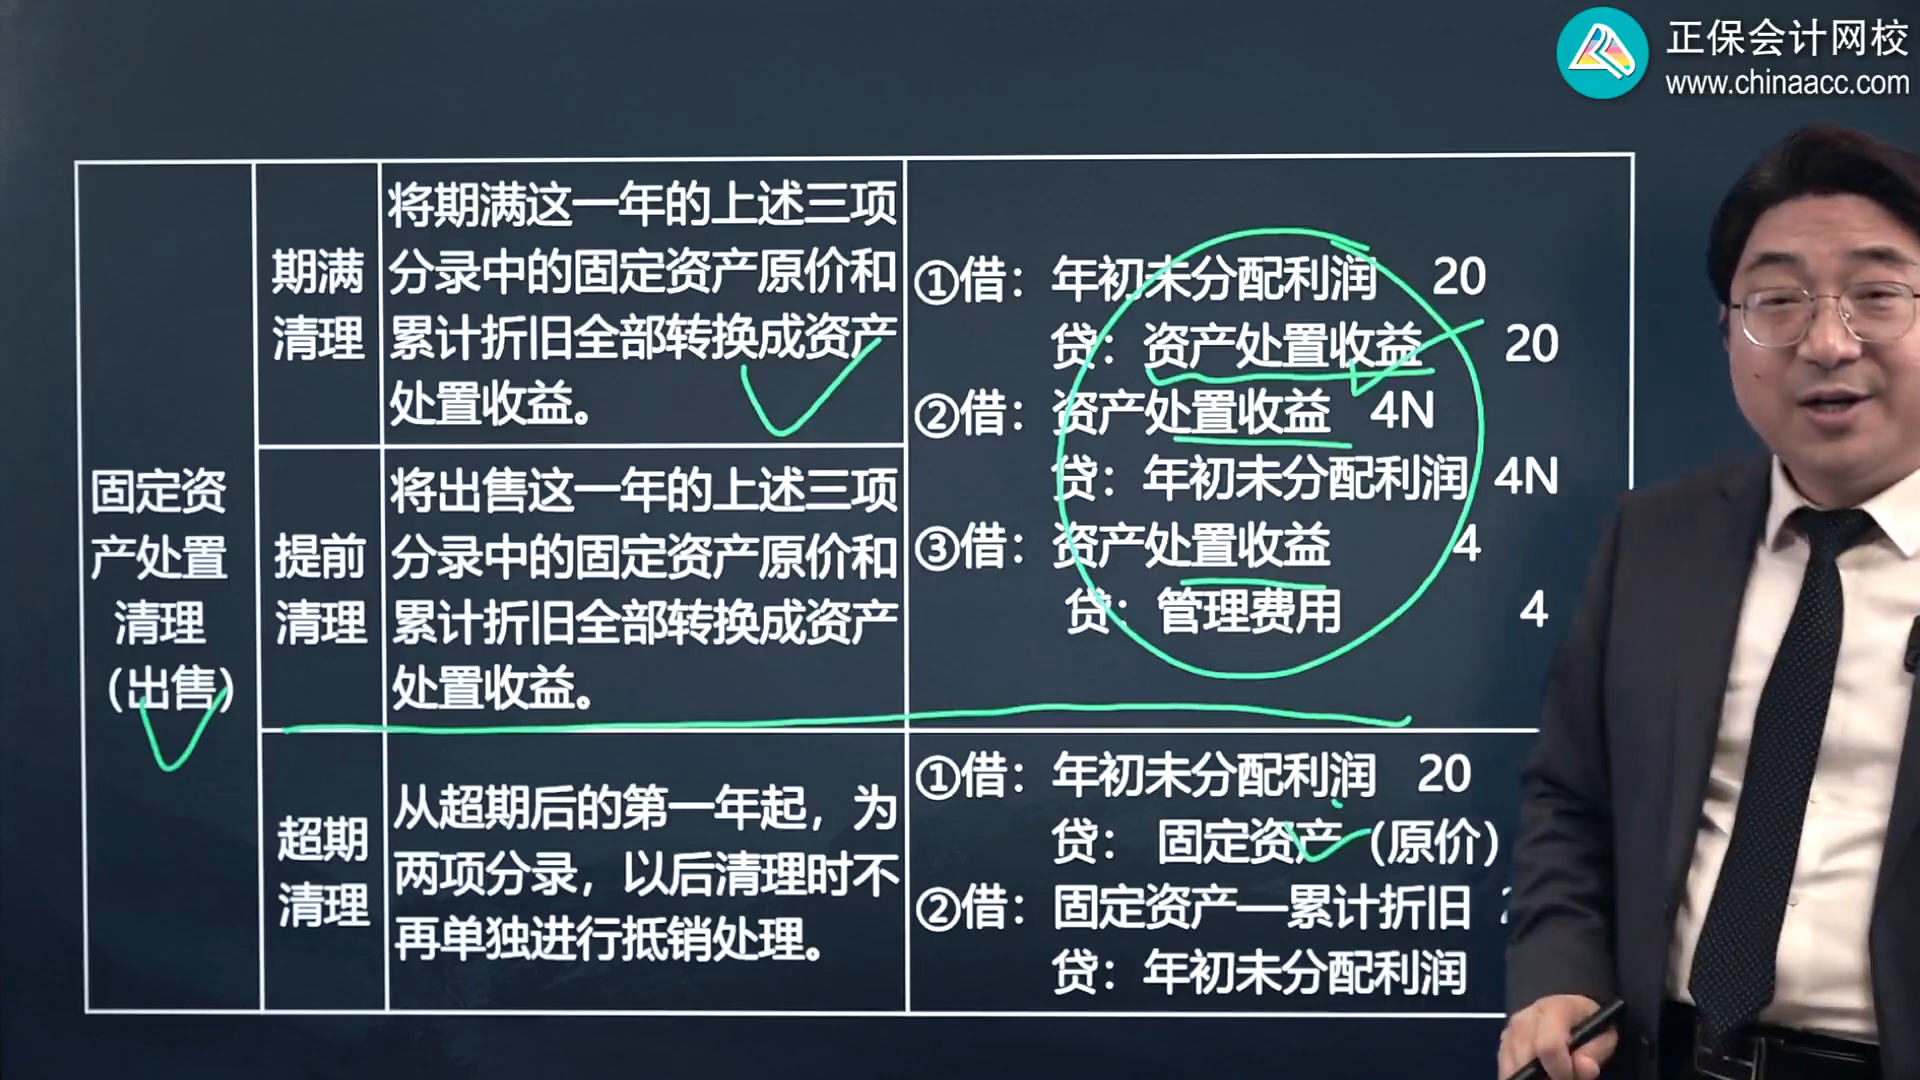 正保会计网校
www.chinaacc.com
固定资
产处置
清理
（出售）
期满
清理
将期满这一年的上述三项
分录中的固定资产原价和
累计折旧全部转换成资产
处置收益。
提前
清理
将出售这一年的上述三项
分录中的固定资产原价和
累计折旧全部转换成资产
处置收益。
①借：年初未分配利润 20
贷：资产处置收益 20
②借：资产处置收益 4N
贷：年初未分配利润 4N
③借：资产处置收益 4
贷：管理费用 4
超期
清理
从超期后的第一年起，为
两项分录，以后清理时不
再单独进行抵销处理。
①借：年初未分配利润 20
贷：固定资产（原价）
②借：固定资产—累计折旧
贷：年初未分配利润